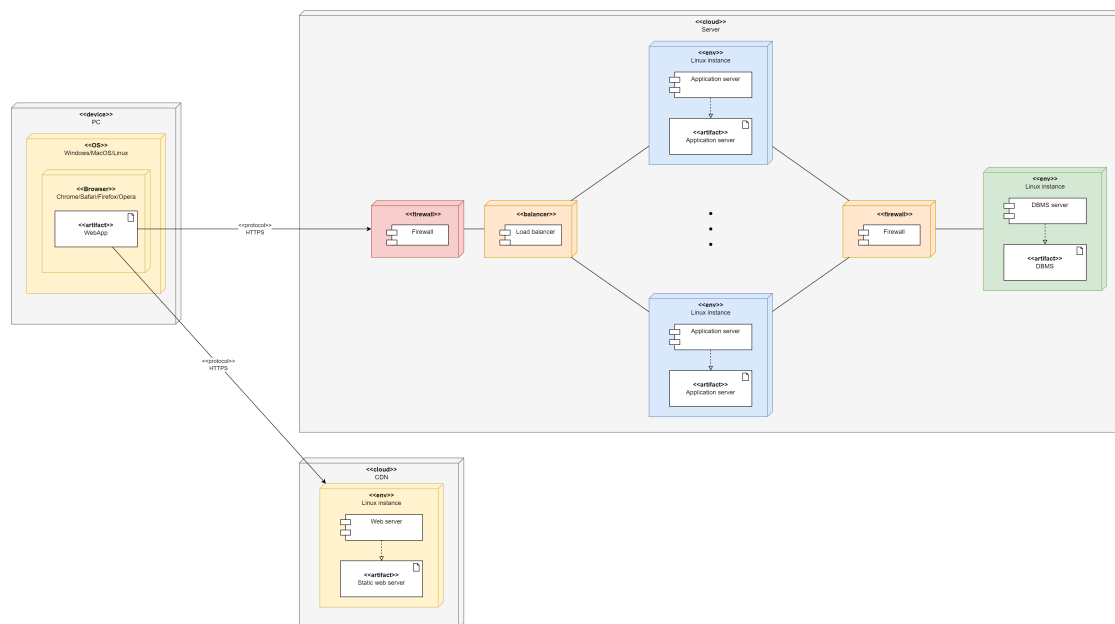 <<cloud>>
Server
<<env>>
Linux instance
Application server
<<artifact>>
Application server
<<device>>
PC
<<OS>>
Windows/MacOS/Linux
<<Browser>>
Chrome/Safari/Firefox/Opera
<<artifact>>
WebApp
<<protocol>>
HTTPS
<<firewall>>
Firewall
<<balancer>>
Load balancer
<<firewall>>
Firewall
<<env>>
Linux instance
DBMS server
<<artifact>>
DBMS
<<env>>
Linux instance
Application server
<<artifact>>
Application server
<<protocol>>
HTTPS
<<cloud>>
CDN
<<env>>
Linux instance
Web server
<<artifact>>
Static web server